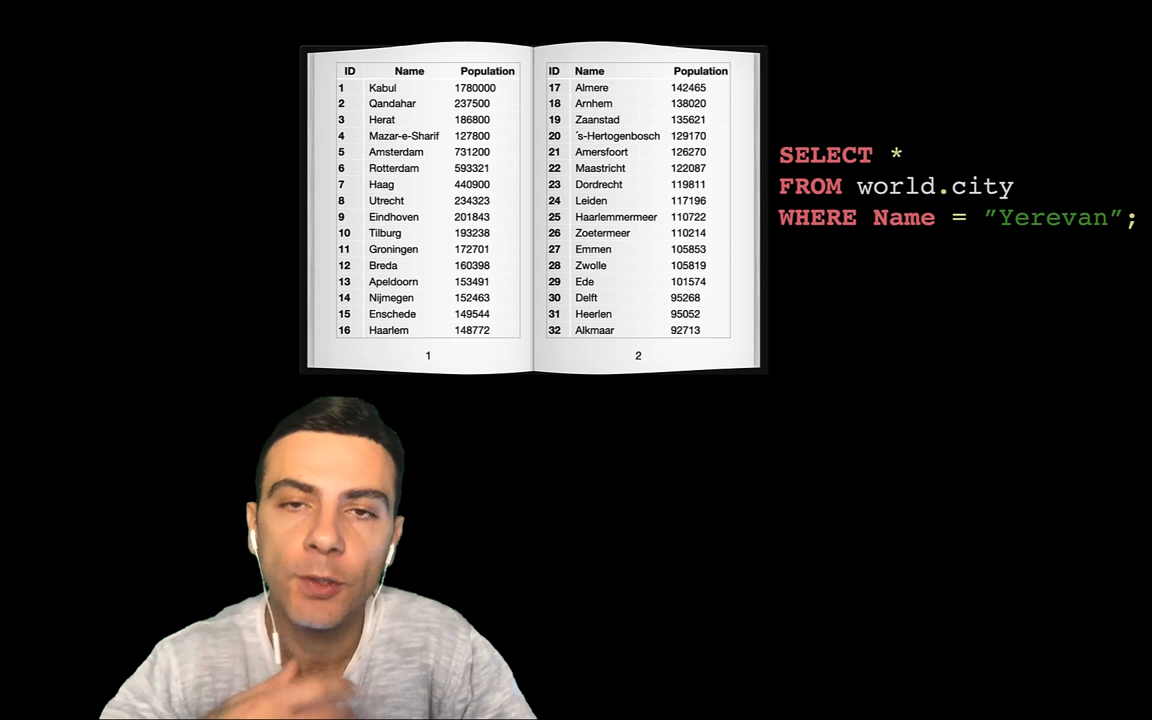 ID Name Population
1 Kabul 1780000
2 Qandahar 237500
3 Herat 186800
4 Mazar-e-Sharif 127800
5 Amsterdam 731200
6 Rotterdam 593321
7 Haag 440900
8 Utrecht 234323
9 Eindhoven 201843
10 Tilburg 193238
11 Groningen 172701
12 Breda 160398
13 Apeldoorn 153491
14 Nijmegen 152463
15 Enschede 149544
16 Haarlem 148772
1
ID Name Population
17 Almere 142465
18 Arnhem 138020
19 Zaanstad 135621
20 ´s-Hertogenbosch 129170
21 Amersfoort 126270
22 Maastricht 122087
23 Dordrecht 119811
24 Leiden 117196
25 Haarlemmermeer 110722
26 Zoetermeer 110214
27 Emmen 105853
28 Zwolle 105819
29 Ede 101574
30 Delft 95268
31 Heerlen 95052
32 Alkmaar 92713
2
SELECT *
FROM world.city
WHERE Name = ”Yerevan”;